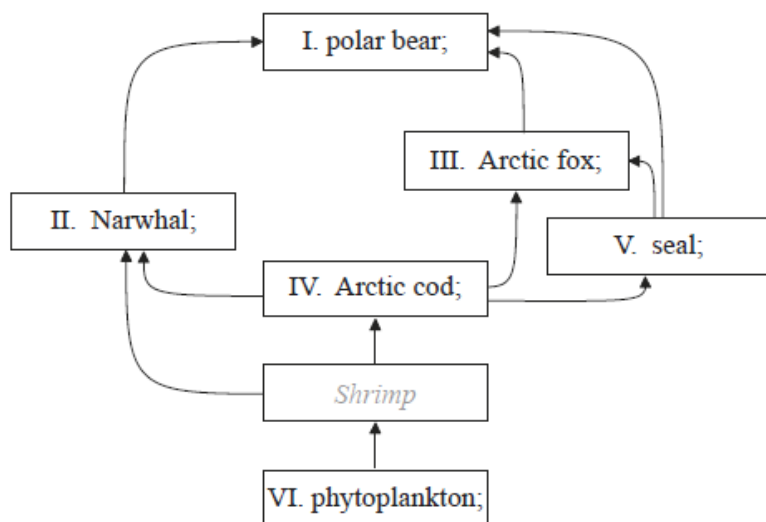 I. polar bear;
III. Arctic fox;
II. Narwhal;
V. seal;
IV. Arctic cod;
Shrimp
VI. phytoplankton;